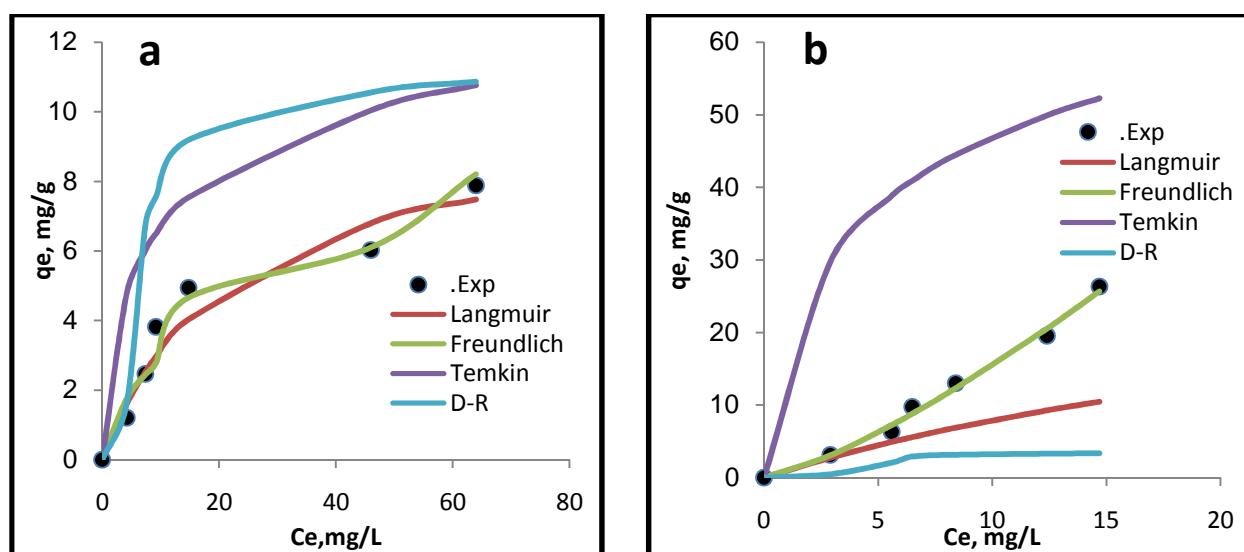 a
12
10
8
6
4
2
0
qe, mg/g
.Exp
Langmuir
Freundlich
Temkin
D-R
0 20 40 60 80
Ce,mg/L
b
60
50
40
30
20
10
0
qe, mg/g
.Exp
Langmuir
Freundlich
Temkin
D-R
0 5 10 15 20
Ce, mg/L